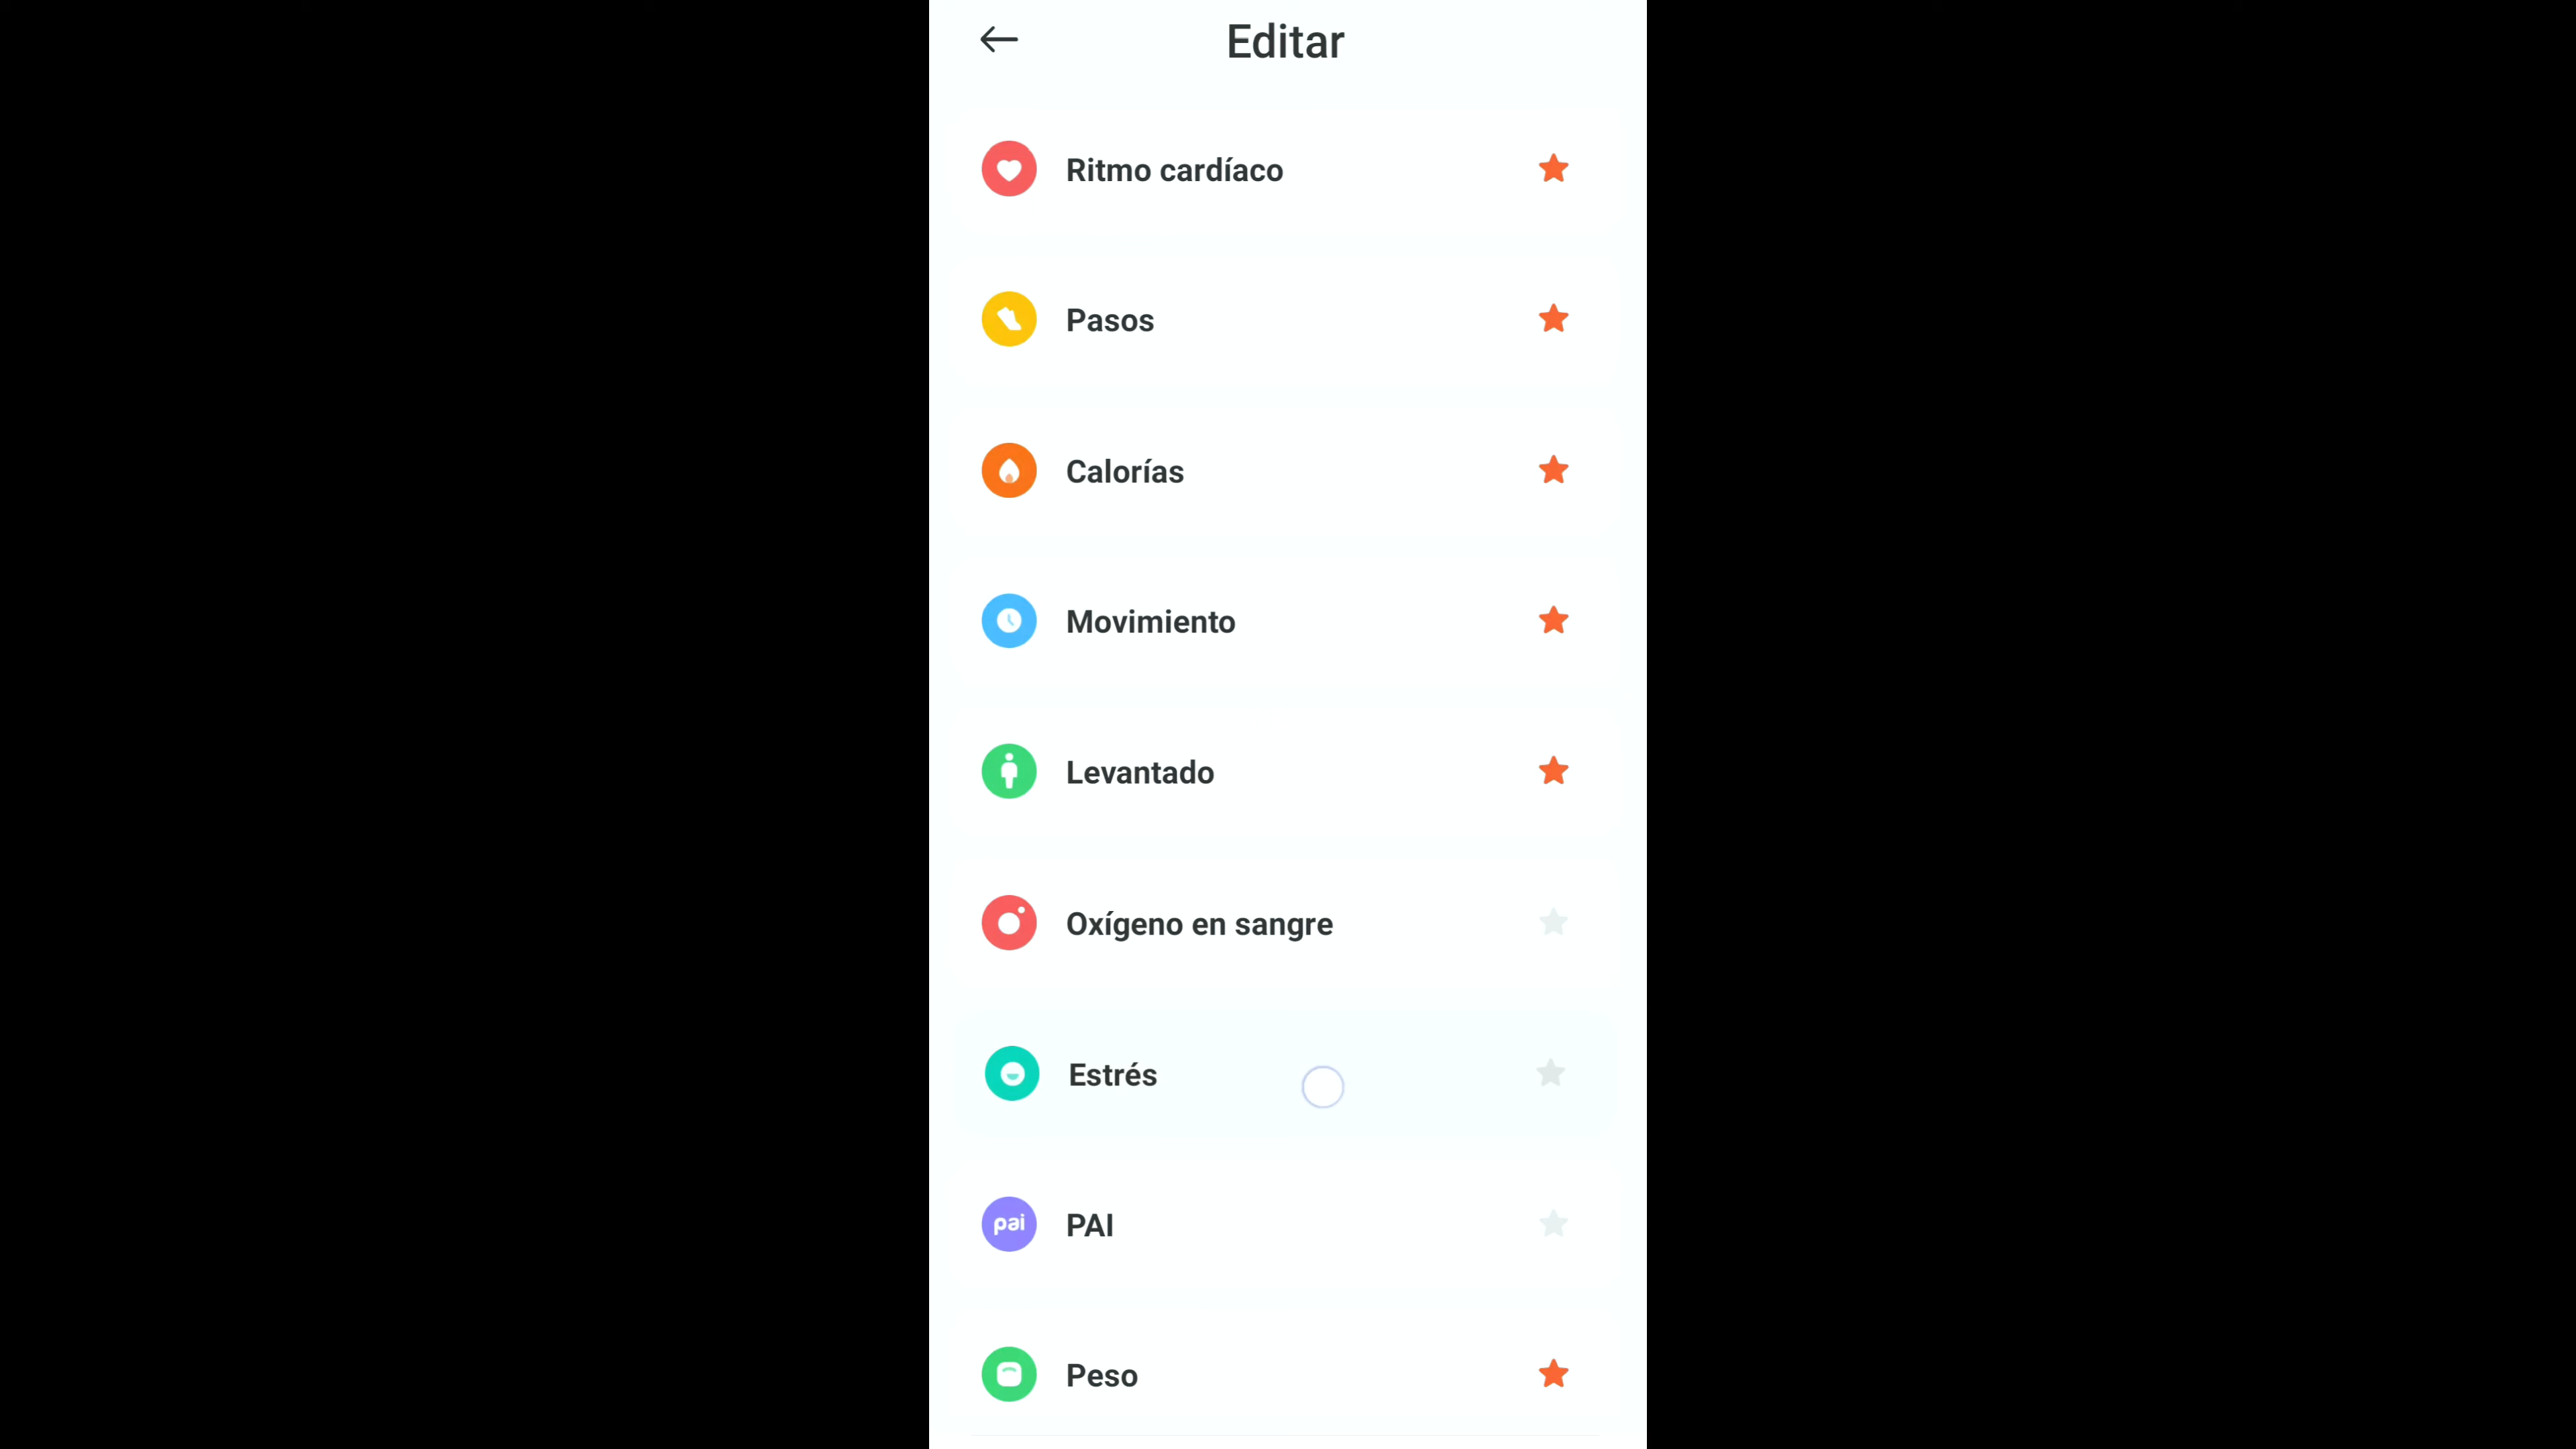 Editar
Ritmo cardíaco
Pasos
Calorías
Movimiento
Levantado
Oxígeno en sangre
Estrés
pai PAI
Peso